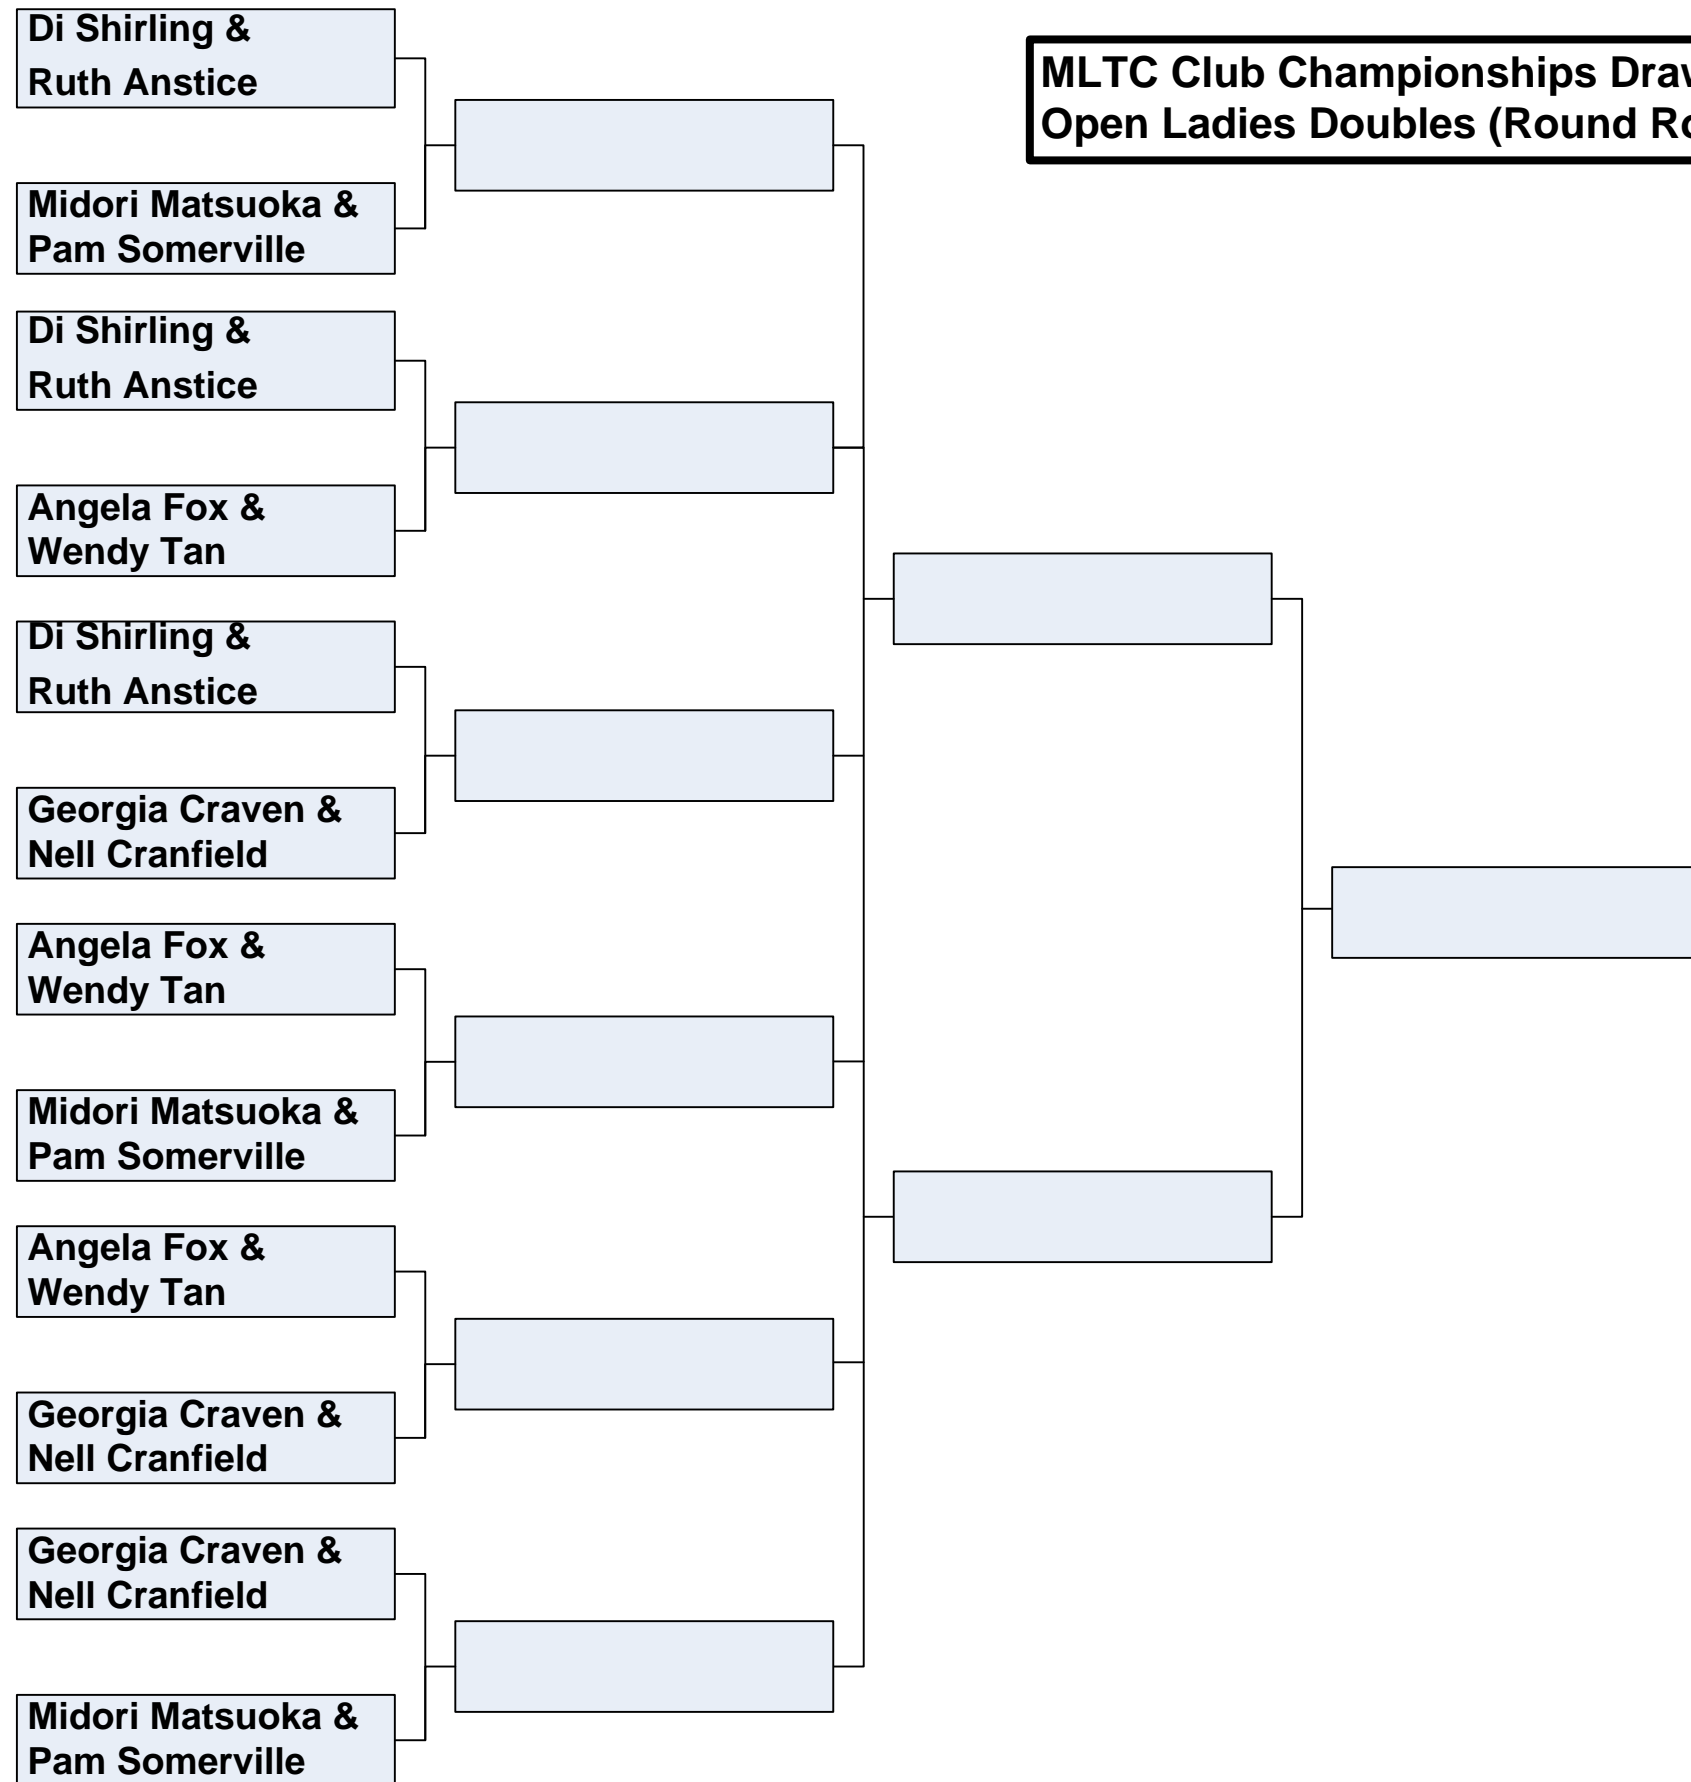 Di Shirling &
Ruth Anstice
MLTC Club Championships
Open Ladies Doubles (Round
Midori Matsuoka &
Pam Somerville
Di Shirling &
Ruth Anstice
Angela Fox &
Wendy Tan
Di Shirling &
Ruth Anstice
Georgia Craven &
Nell Cranfield
Angela Fox &
Wendy Tan
Midori Matsuoka &
Pam Somerville
Angela Fox &
Wendy Tan
Georgia Craven &
Nell Cranfield
Georgia Craven &
Nell Cranfield
Midori Matsuoka &
Pam Somerville